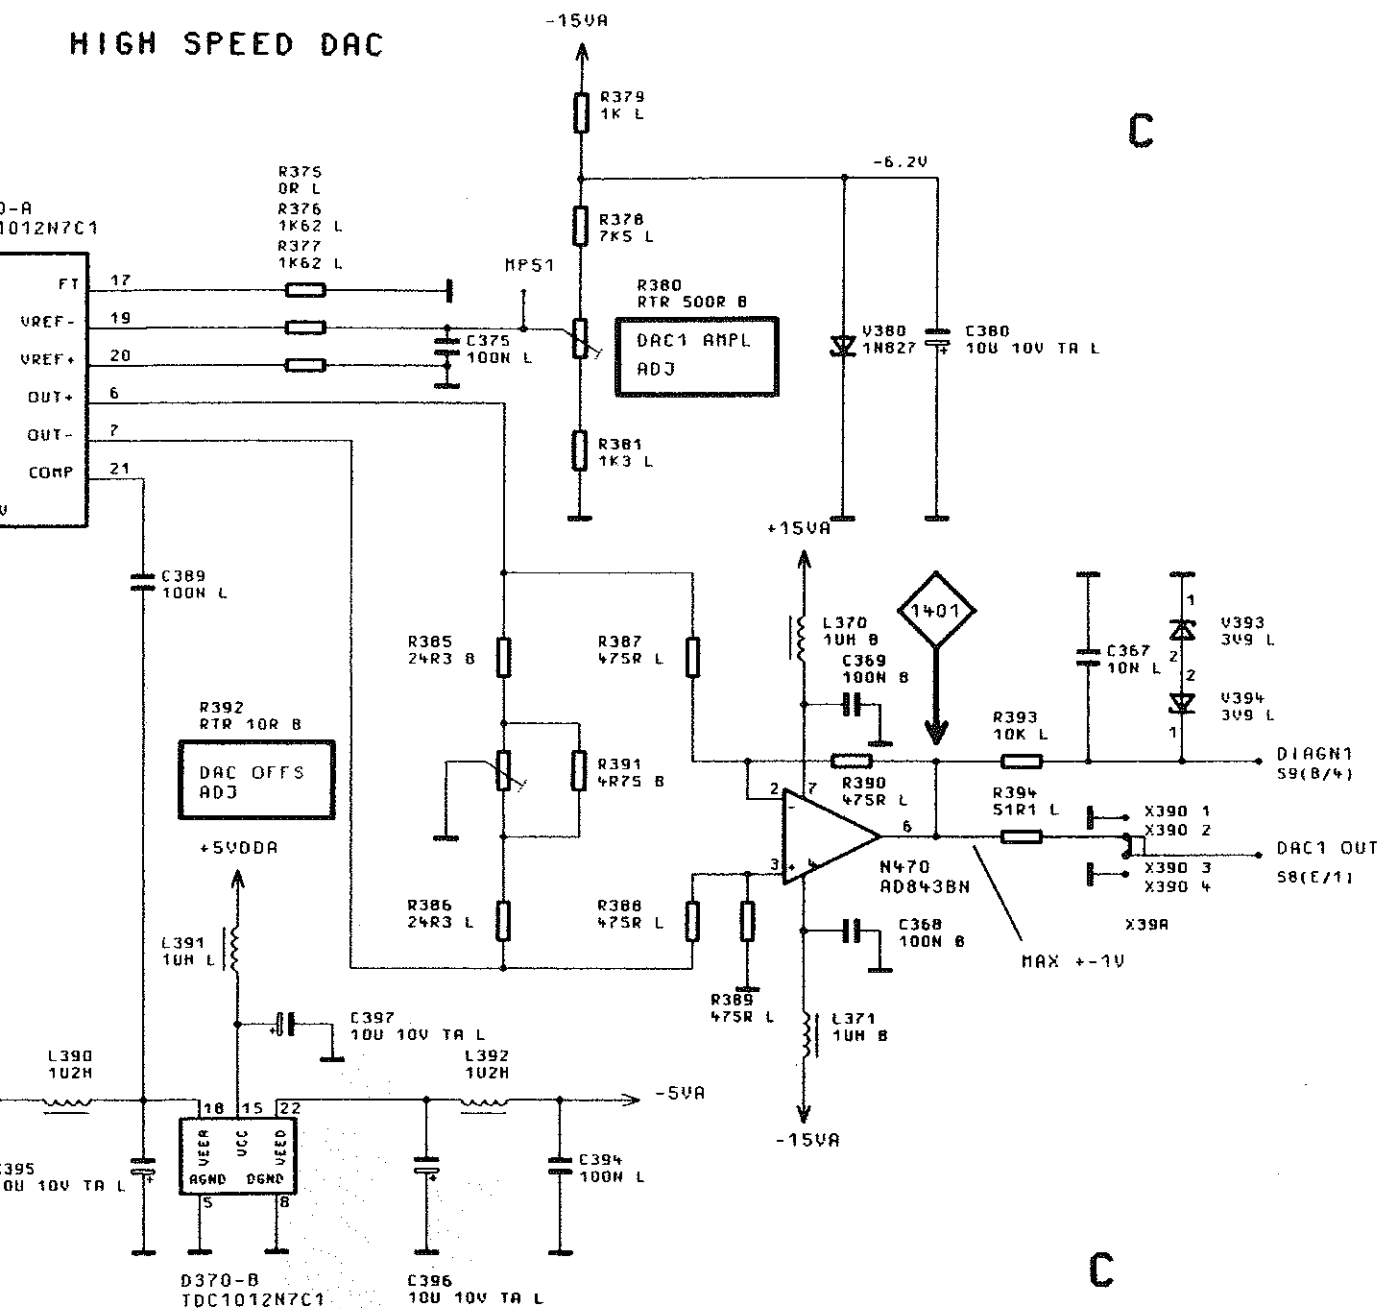 HIGH SPEED DAC
-15VA
R379
1K L
C
-6.2V
R375
0R L
R376
1K62 L
R377
1K62 L
R378
7K5 L
1012N7C1
MP51
R380
RTR 500R B
DAC1 AMPL
ADJ
FT
17
VREF-
19
VREF+
20
OUT+
6
OUT-
7
COMP
21
C375
100N L
V380
1N827
C380
10U 10V TA L
R381
1K3 L
+15VA
C389
100N L
1401
R385
24R3 B
R387
475R L
L370
1UH B
C369
100N B
C367
10N L
1
V393
3V9 L
2
2
V394
3V9 L
1
R392
RTR 10R B
DAC OFFS
ADJ
R391
4R75 B
R390
475R L
R393
10K L
DIAGN1
S9(B/4)
R394
51R1 L
2
7
6
3
4
-
+
N470
AD843BN
X390 1
X390 2
X390 3
X390 4
X39A
DAC1 OUT
S8(E/1)
+5VDDA
R386
24R3 L
R388
475R L
C368
100N B
MAX +-1V
L391
1UH L
R389
475R L
L371
1UH B
C397
10U 10V TA L
+
L390
1U2H
L392
1U2H
-5VA
-15VA
18
15
22
VEEA
VCC
VEED
AGND
DGND
5
8
C395
10V TA L
C394
100N L
D370-B
TDC1012N7C1
C396
10U 10V TA L
C